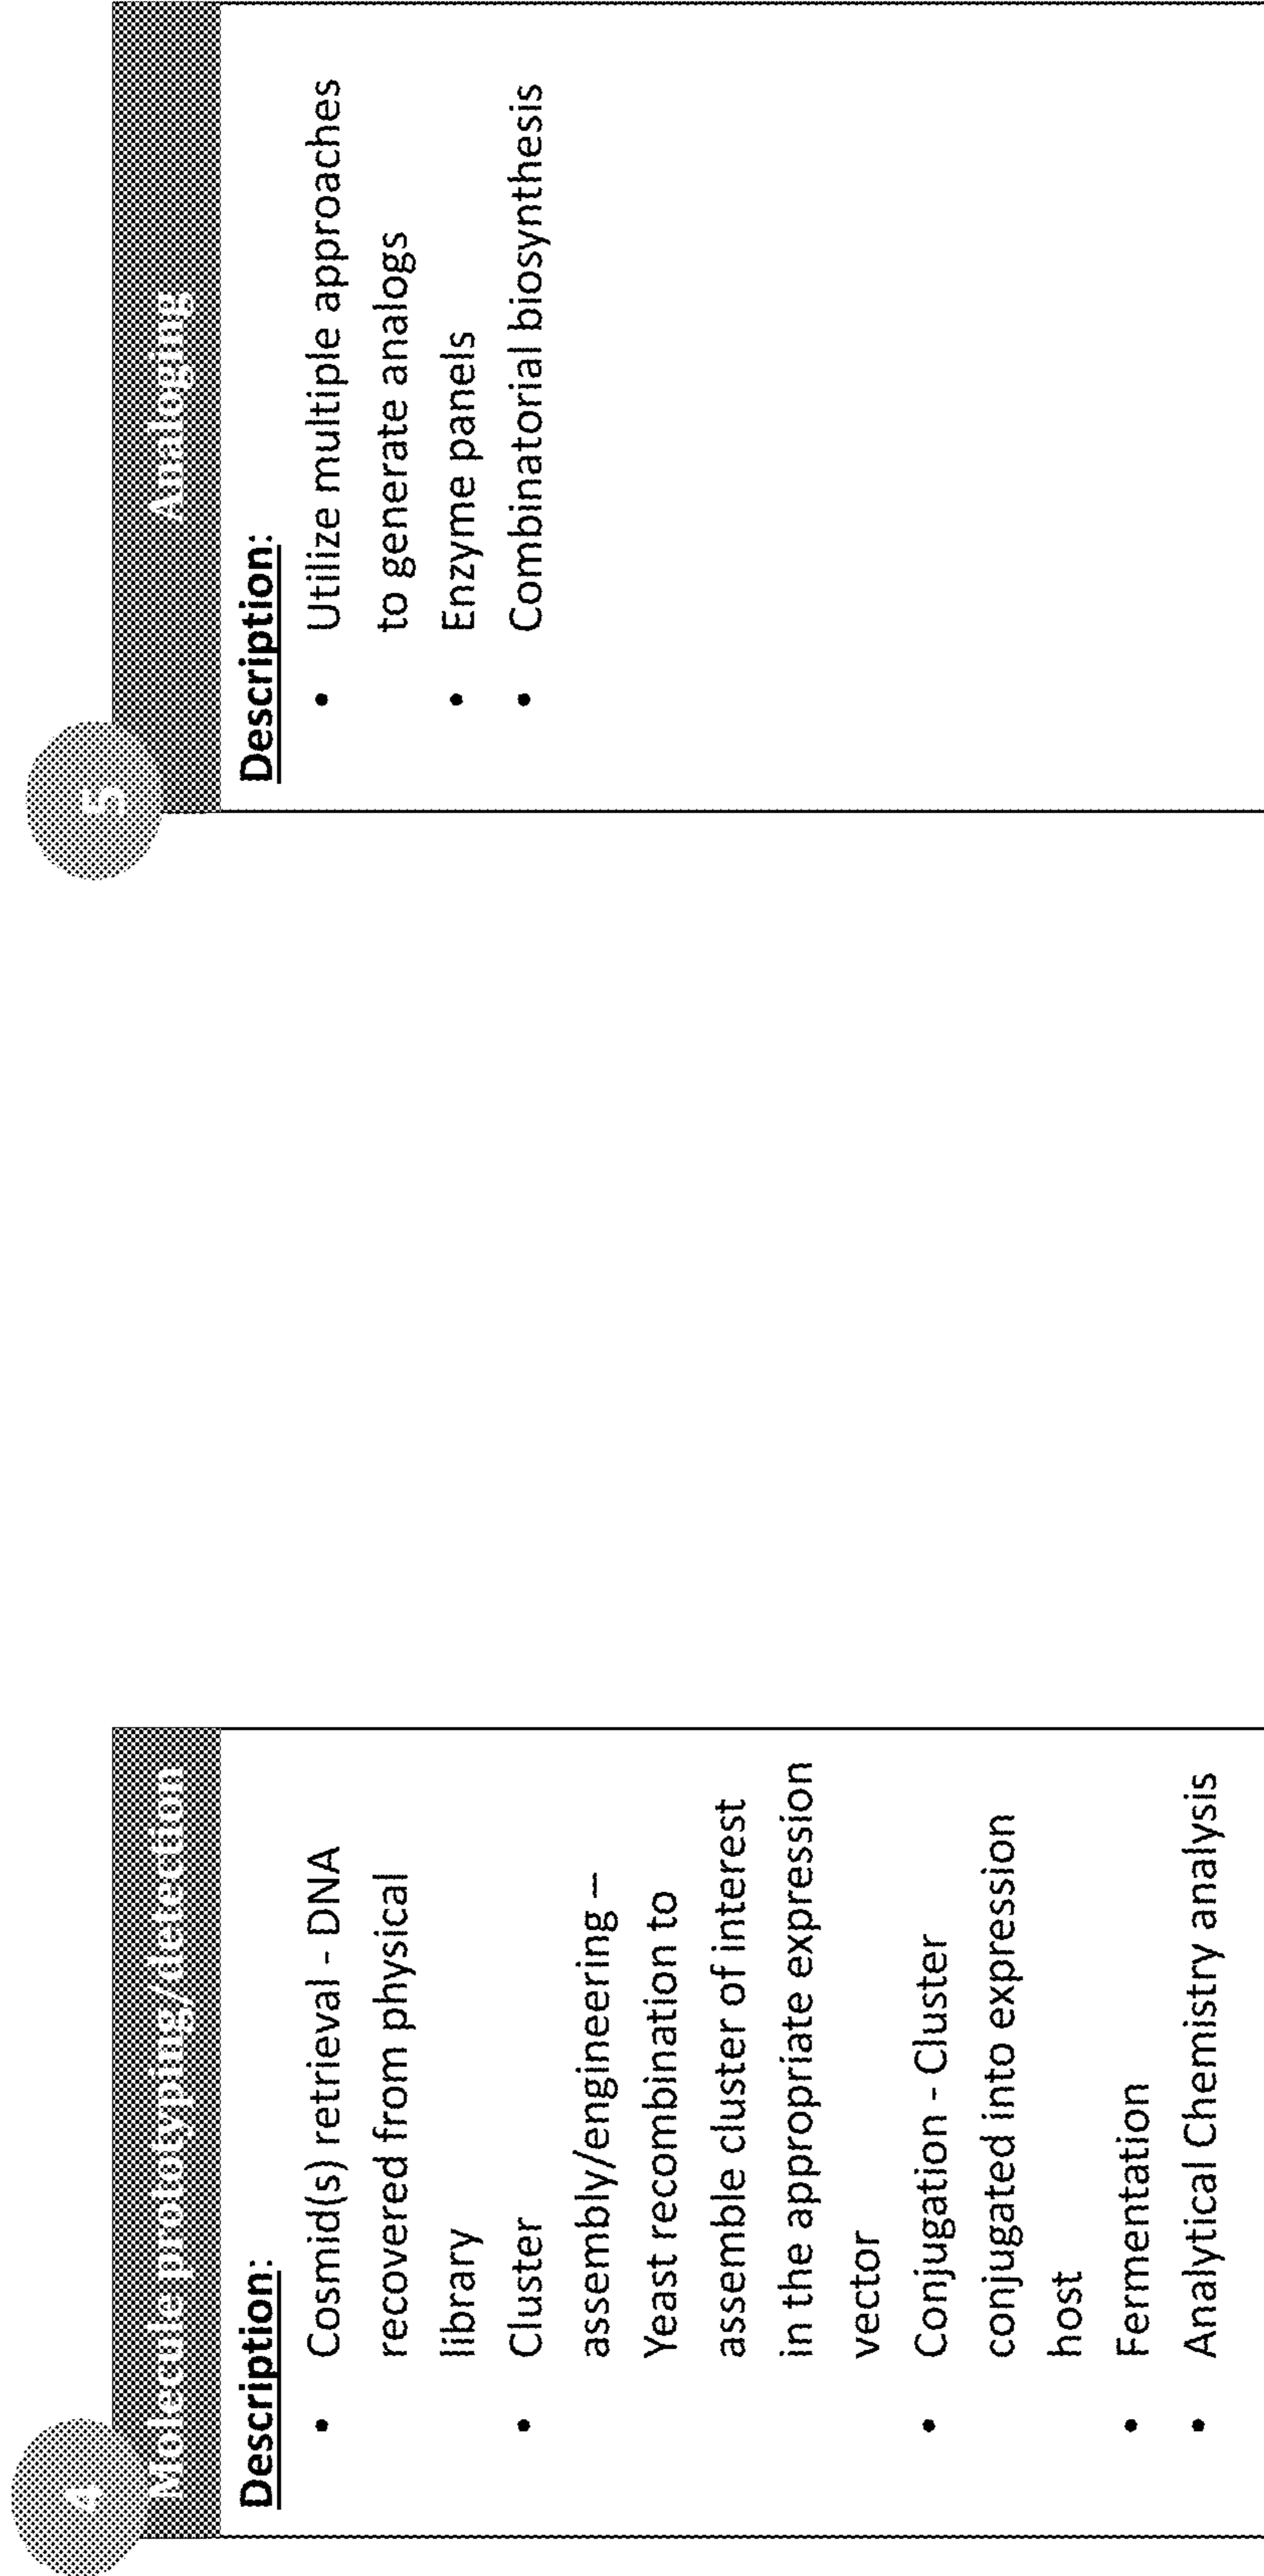 4
Molecule prototyping/detection
Description:
• Cosmid(s) retrieval - DNA
recovered from physical
library
• Cluster
assembly/engineering –
Yeast recombination to
assemble cluster of interest
in the appropriate expression
vector
• Conjugation - Cluster
conjugated into expression
host
• Fermentation
• Analytical Chemistry analysis
5
Analoging
Description:
• Utilize multiple approaches
to generate analogs
• Enzyme panels
• Combinatorial biosynthesis